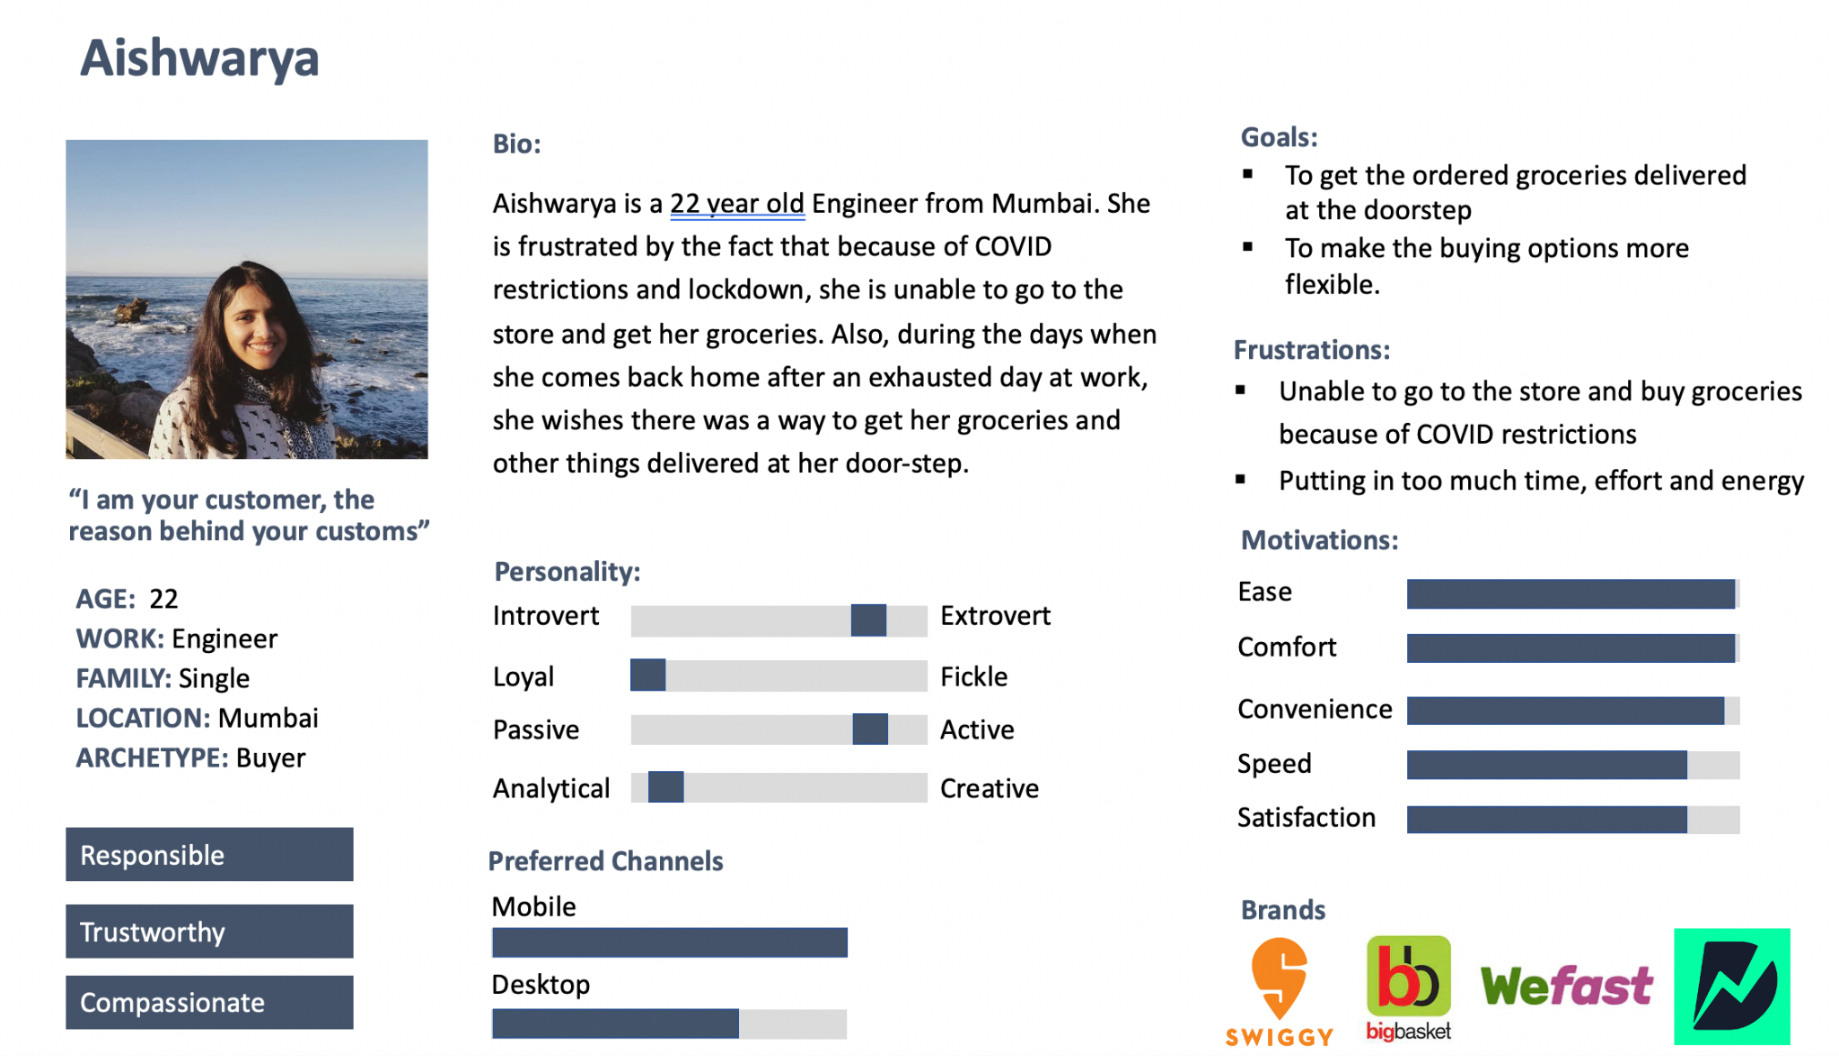 Aishwarya
“I am your customer, the
reason behind your customs”
AGE: 22
WORK: Engineer
FAMILY: Single
LOCATION: Mumbai
ARCHETYPE: Buyer
Responsible
Trustworthy
Compassionate
Bio:
Aishwarya is a 22 year old Engineer from Mumbai. She
is frustrated by the fact that because of COVID
restrictions and lockdown, she is unable to go to the
store and get her groceries. Also, during the days when
she comes back home after an exhausted day at work,
she wishes there was a way to get her groceries and
other things delivered at her door-step.
Personality:
Introvert Extrovert
Loyal Fickle
Passive Active
Analytical Creative
Preferred Channels
Mobile
Desktop
Goals:
▪ To get the ordered groceries delivered
at the doorstep
▪ To make the buying options more
flexible.
Frustrations:
▪ Unable to go to the store and buy groceries
because of COVID restrictions
▪ Putting in too much time, effort and energy
Motivations:
Ease
Comfort
Convenience
Speed
Satisfaction
Brands
SWIGGY
bb
bigbasket
Wefast